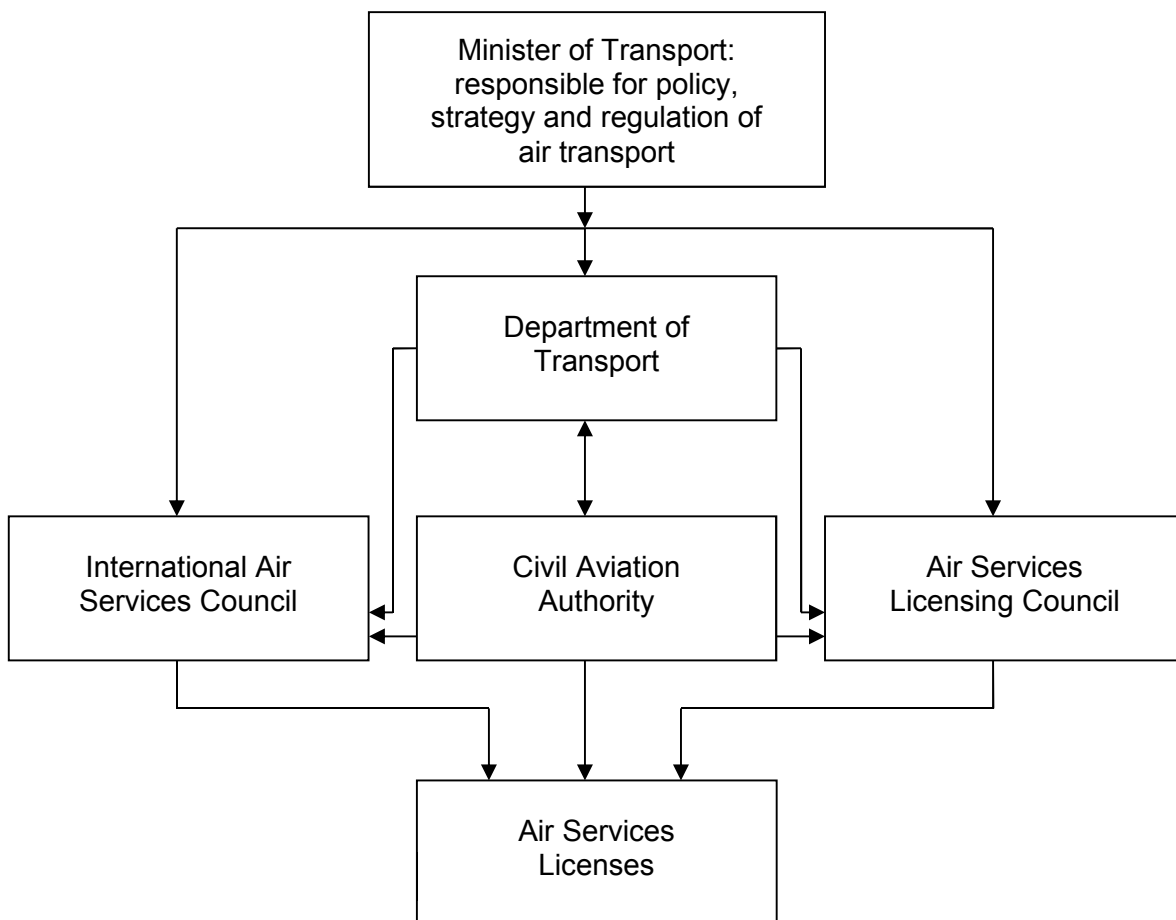 Minister of Transport:
responsible for policy,
strategy and regulation of
air transport
Department of
Transport
International Air
Services Council
Civil Aviation
Authority
Air Services
Licensing Council
Air Services
Licenses